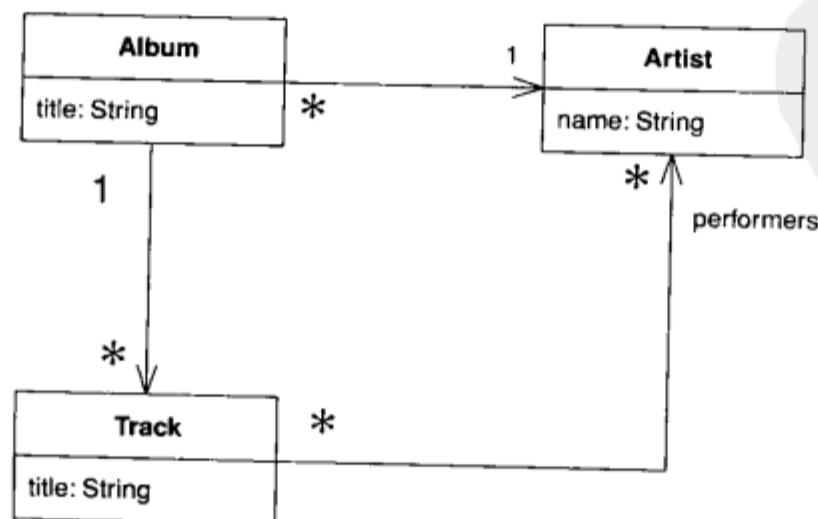 Album
title: String
*
1
Artist
name: String
*
performers
1
*
Track
title: String
*